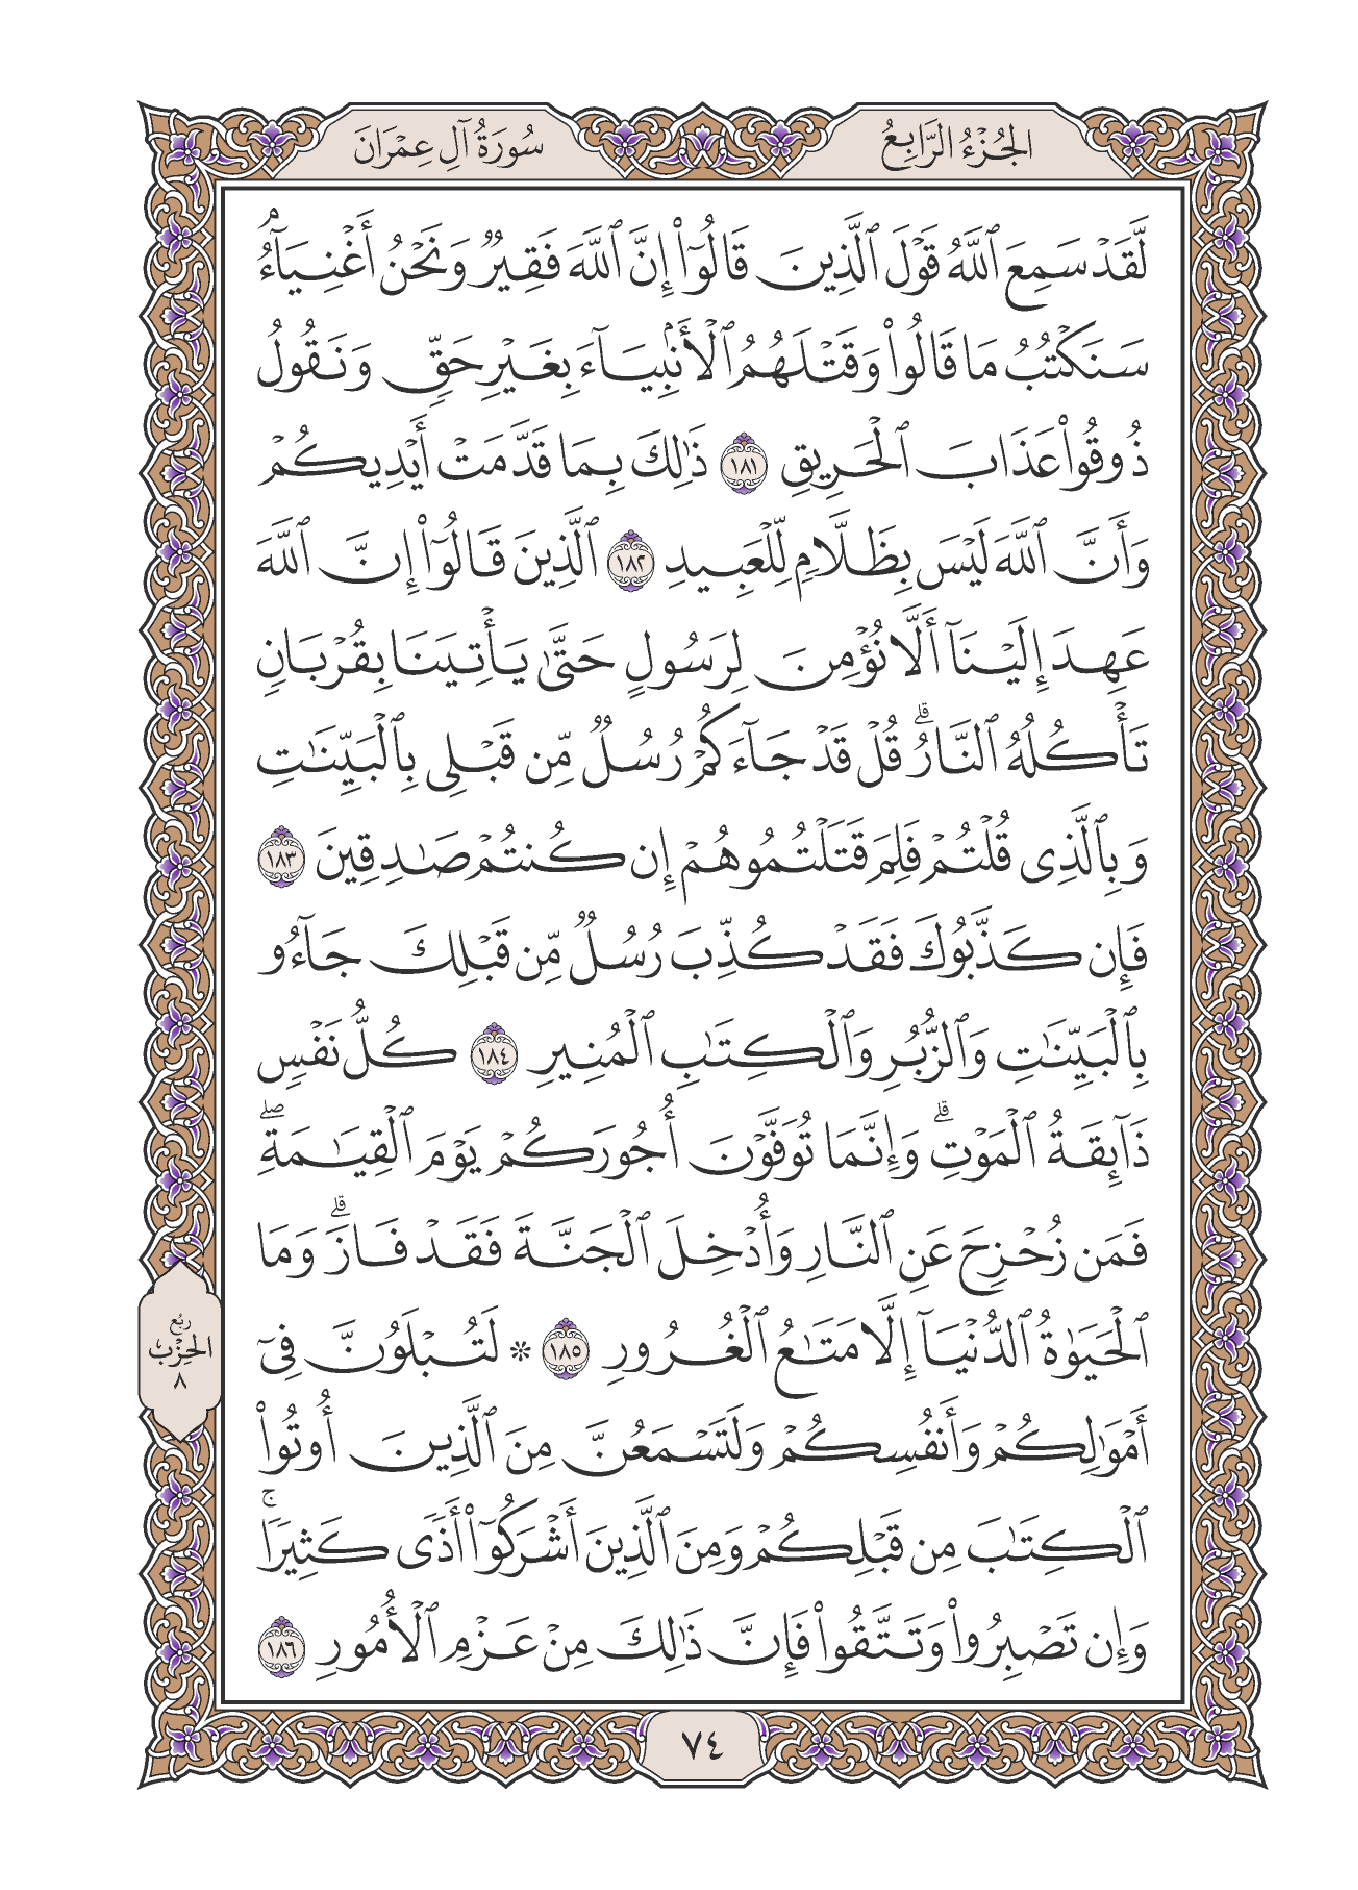 الجُزْءُ الرَّابِعُ
سُورَةُ آلِ عِمْرَانَ
لَّقَدْ سَمِعَ ٱللَّهُ قَوْلَ ٱلَّذِينَ قَالُوٓا۟ إِنَّ ٱللَّهَ فَقِيرٌ وَنَحْنُ أَغْنِيَآءُ ۘ
سَنَكْتُبُ مَا قَالُوا۟ وَقَتْلَهُمُ ٱلْأَنۢبِيَآءَ بِغَيْرِ حَقٍّ وَنَقُولُ
ذُوقُوا۟ عَذَابَ ٱلْحَرِيقِ ١٨١ ذَٰلِكَ بِمَا قَدَّمَتْ أَيْدِيكُمْ
وَأَنَّ ٱللَّهَ لَيْسَ بِظَلَّامٍ لِّلْعَبِيدِ ١٨٢ ٱلَّذِينَ قَالُوٓا۟ إِنَّ ٱللَّهَ
عَهِدَ إِلَيْنَآ أَلَّا نُؤْمِنَ لِرَسُولٍ حَتَّىٰ يَأْتِيَنَا بِقُرْبَانٍ
تَأْكُلُهُ ٱلنَّارُ ۗ قُلْ قَدْ جَآءَكُمْ رُسُلٌ مِّن قَبْلِى بِٱلْبَيِّنَـٰتِ
وَبِٱلَّذِى قُلْتُمْ فَلِمَ قَتَلْتُمُوهُمْ إِن كُنتُمْ صَـٰدِقِينَ ١٨٣
فَإِن كَذَّبُوكَ فَقَدْ كُذِّبَ رُسُلٌ مِّن قَبْلِكَ جَآءُو
بِٱلْبَيِّنَـٰتِ وَٱلزُّبُرِ وَٱلْكِتَـٰبِ ٱلْمُنِيرِ ١٨٤ كُلُّ نَفْسٍ
ذَآئِقَةُ ٱلْمَوْتِ ۗ وَإِنَّمَا تُوَفَّوْنَ أُجُورَكُمْ يَوْمَ ٱلْقِيَـٰمَةِ ۖ
فَمَن زُحْزِحَ عَنِ ٱلنَّارِ وَأُدْخِلَ ٱلْجَنَّةَ فَقَدْ فَازَ ۗ وَمَا
ٱلْحَيَوٰةُ ٱلدُّنْيَآ إِلَّا مَتَـٰعُ ٱلْغُرُورِ ١٨٥ ۞ لَتُبْلَوُنَّ فِىٓ
أَمْوَٰلِكُمْ وَأَنفُسِكُمْ وَلَتَسْمَعُنَّ مِنَ ٱلَّذِينَ أُوتُوا۟
ٱلْكِتَـٰبَ مِن قَبْلِكُمْ وَمِنَ ٱلَّذِينَ أَشْرَكُوٓا۟ أَذًى كَثِيرًا ۚ
وَإِن تَصْبِرُوا۟ وَتَتَّقُوا۟ فَإِنَّ ذَٰلِكَ مِنْ عَزْمِ ٱلْأُمُورِ ١٨٦
رُبُع
الحِزْب
٨
٧٤